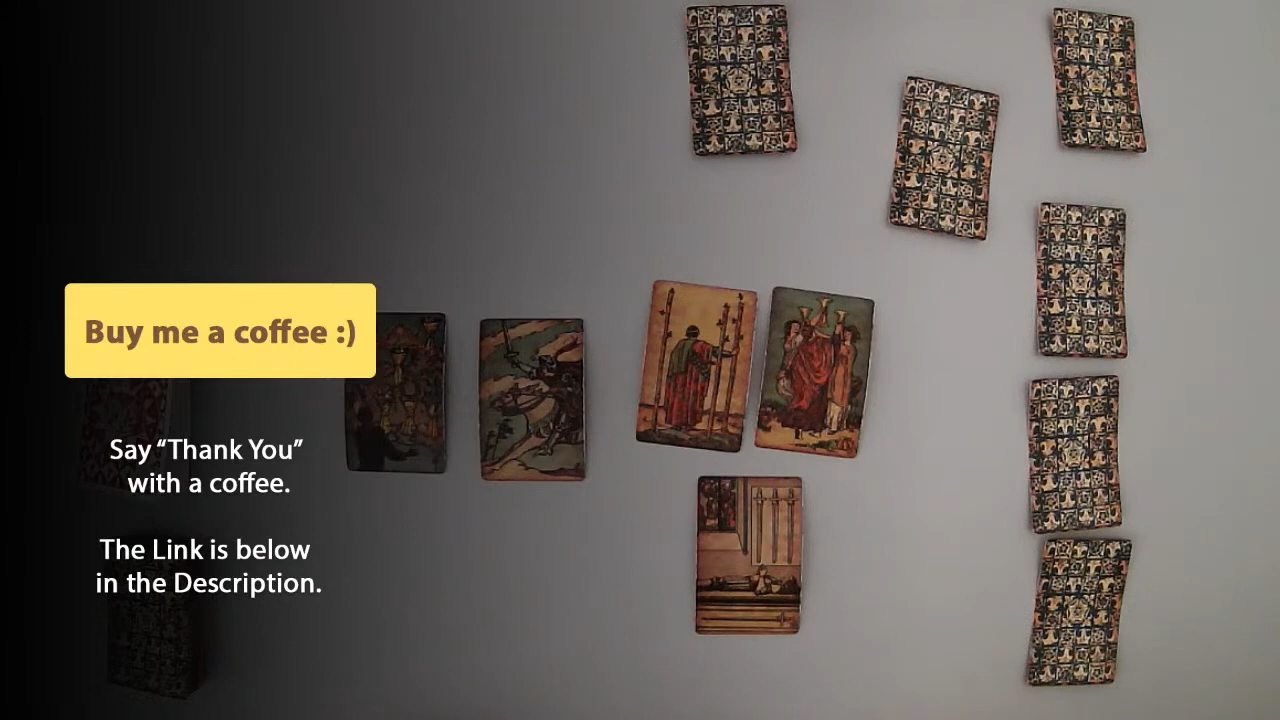 Buy me a coffee :)
Say “Thank You”
with a coffee.
The Link is below
in the Description.